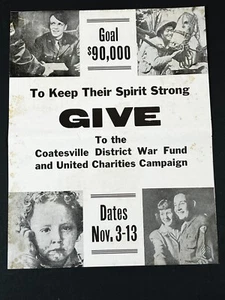 Goal
$90,000
To Keep Their Spirit Strong
GIVE
To the
Coatesville District War Fund
and United Charities Campaign
Dates
Nov. 3-13